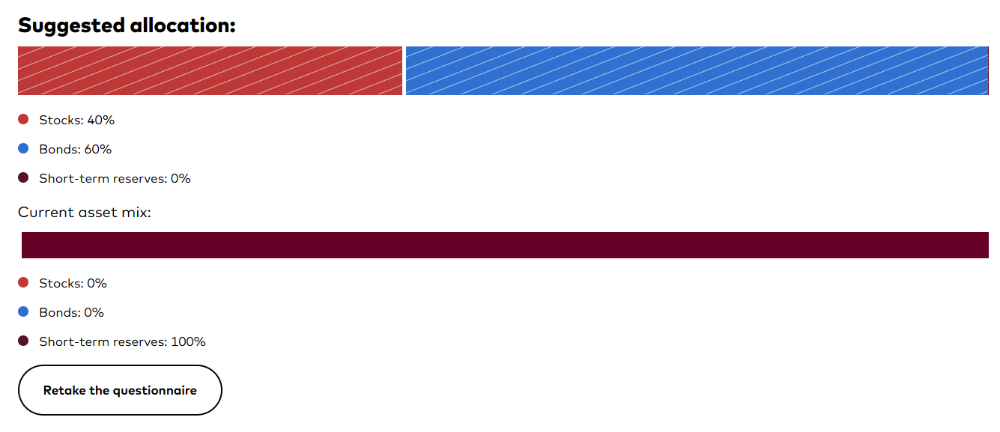 Suggested allocation:
Stocks: 40%
Bonds: 60%
Short-term reserves: 0%
Current asset mix:
Stocks: 0%
Bonds: 0%
Short-term reserves: 100%
Retake the questionnaire